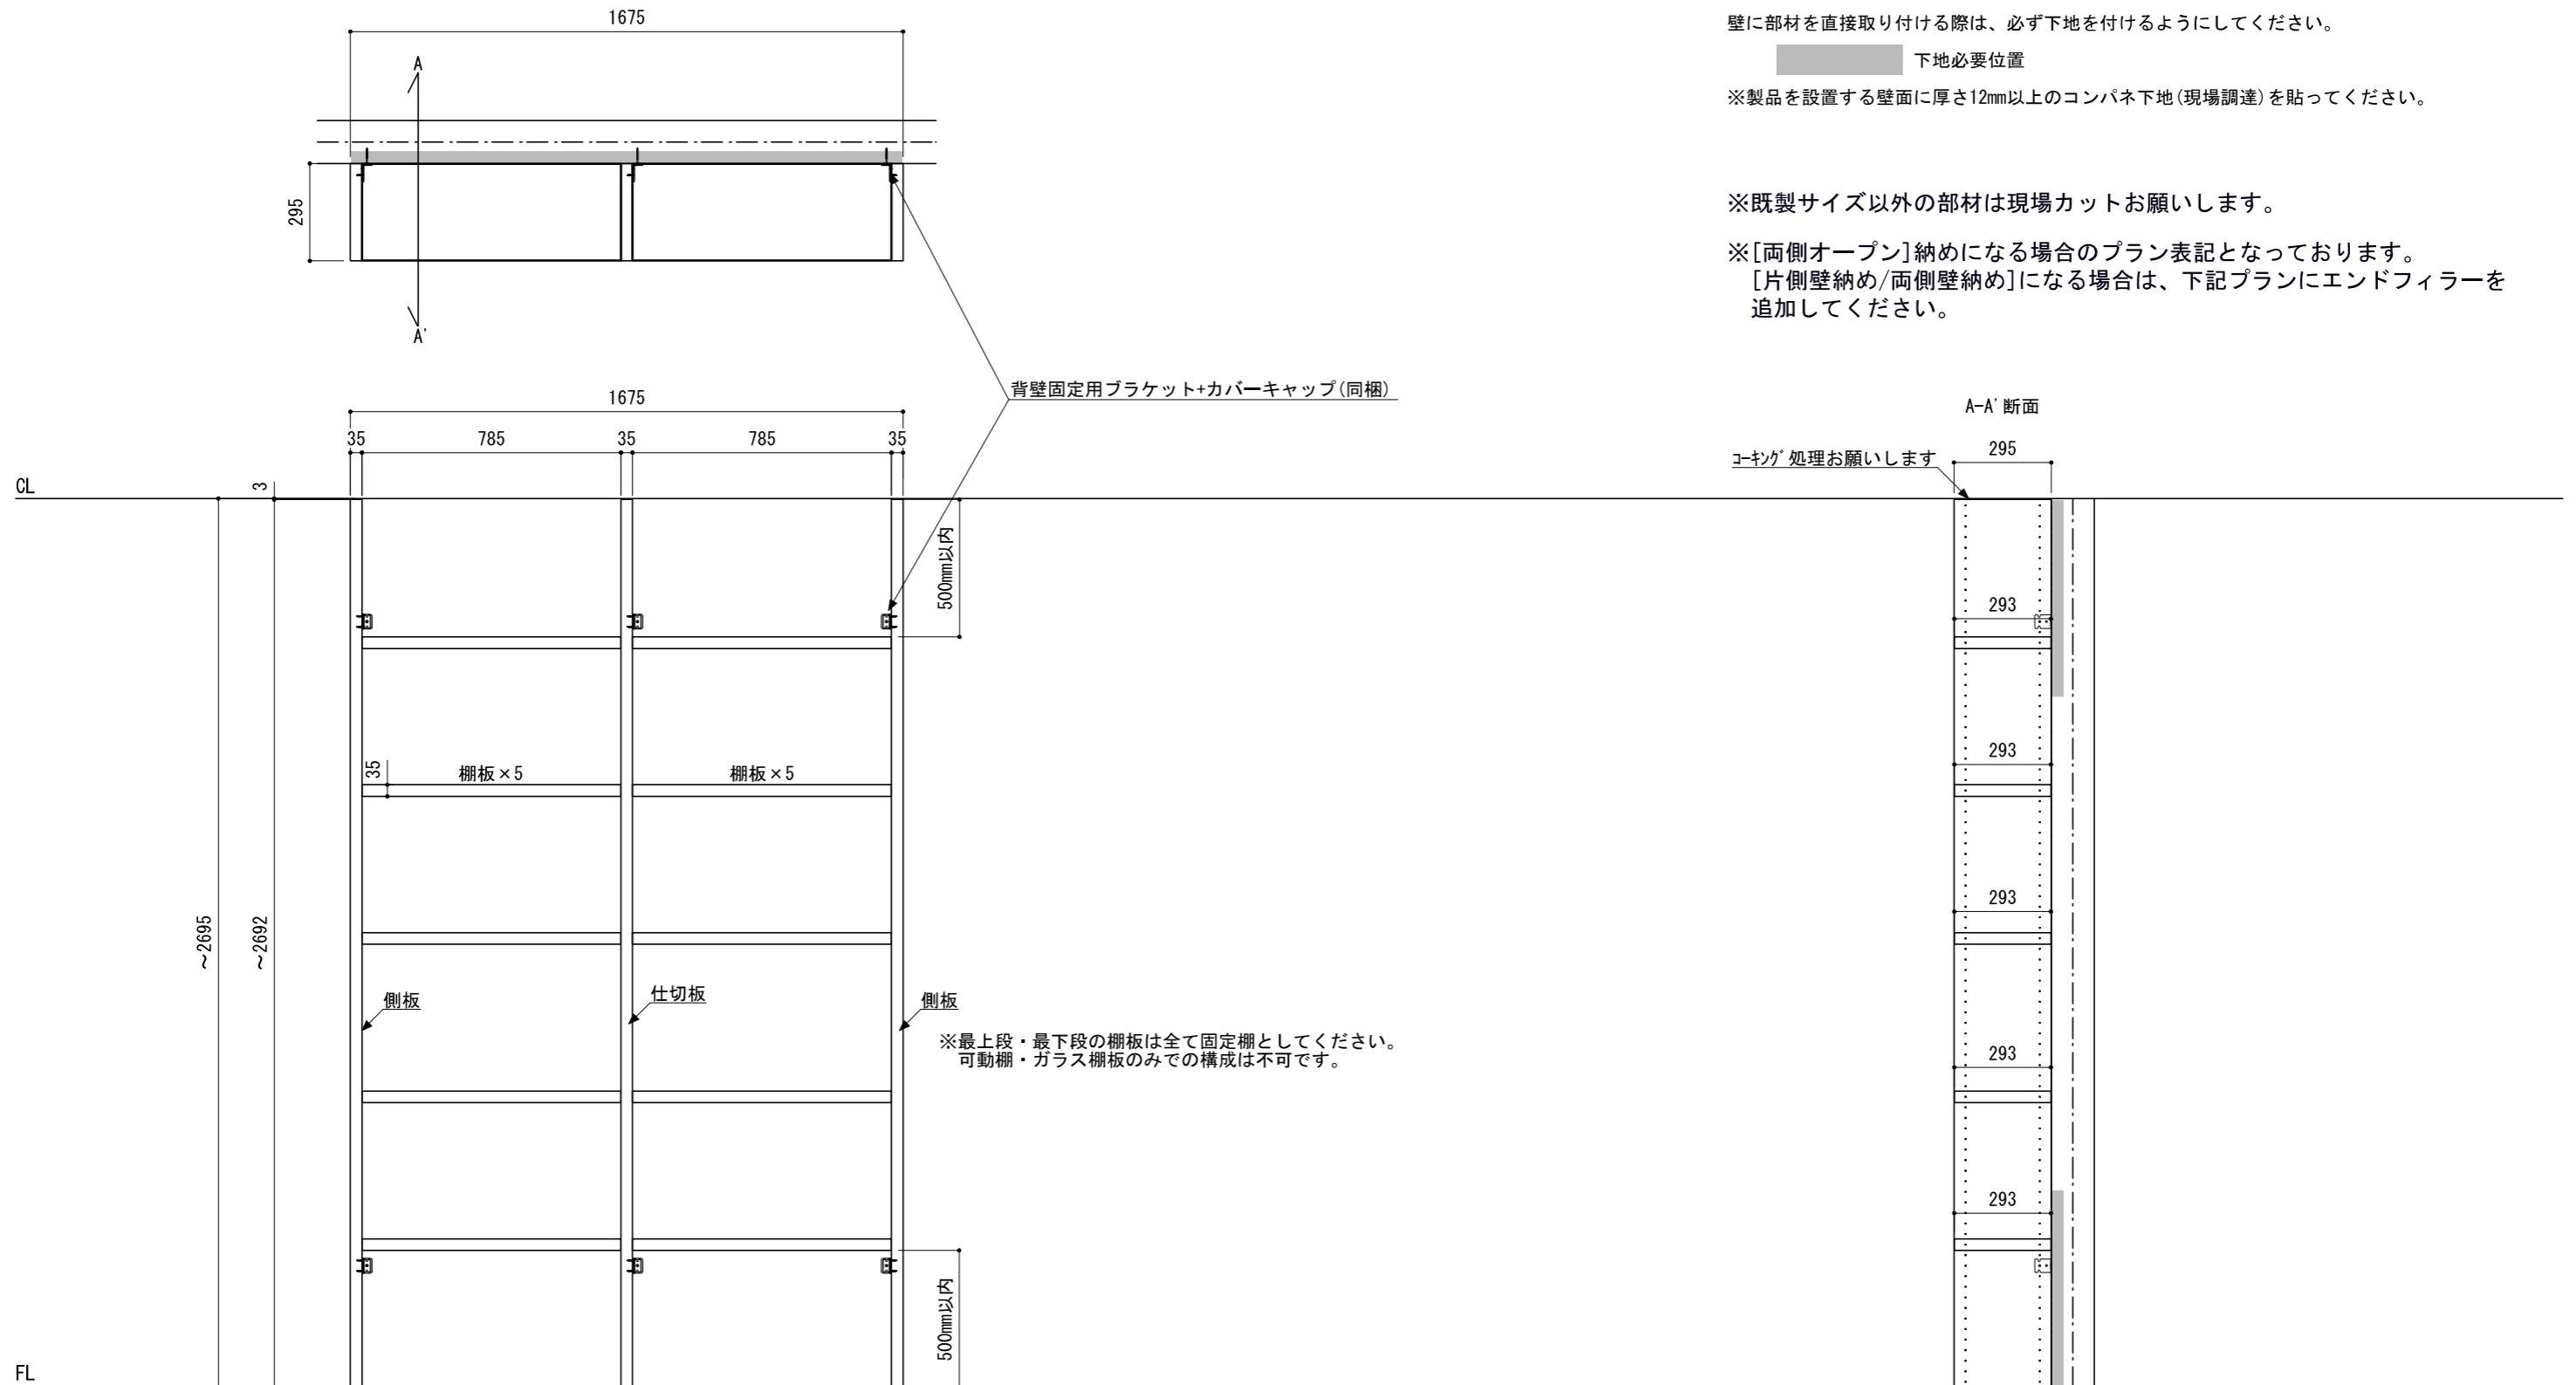 1675
壁に部材を直接取り付ける際は、必ず下地を付けるようにしてください。
下地必要位置
※製品を設置する壁面に厚さ12mm以上のコンパネ下地(現場調達)を貼ってください。
A
295
A'
※既製サイズ以外の部材は現場カットお願いします。
※[両側オープン]納めになる場合のプラン表記となっております。
[片側壁納め/両側壁納め]になる場合は、下記プランにエンドフィラーを
追加してください。
背壁固定用ブラケット+カバーキャップ(同梱)
1675
35 785 35 785 35
A-A'断面
ｺｰｷﾝｸﾞ処理お願いします
295
CL
3
500mm以内
293
35
棚板×5
棚板×5
293
～2695
～2692
293
側板
仕切板
側板
※最上段・最下段の棚板は全て固定棚としてください。
可動棚・ガラス棚板のみでの構成は不可です。
293
293
500mm以内
FL